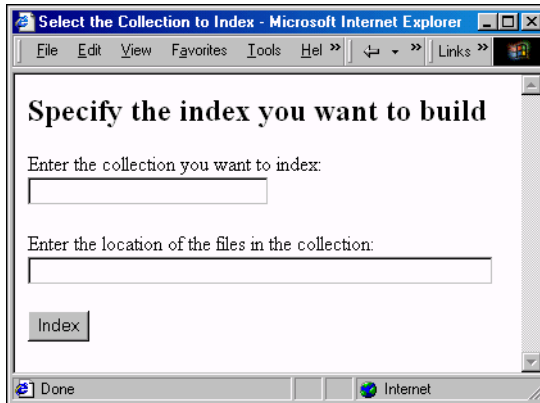 Select the Collection to Index - Microsoft Internet Explorer
File Edit View Favorites Tools Hel » Links »
Specify the index you want to build
Enter the collection you want to index:
Enter the location of the files in the collection:
Index
Done Internet